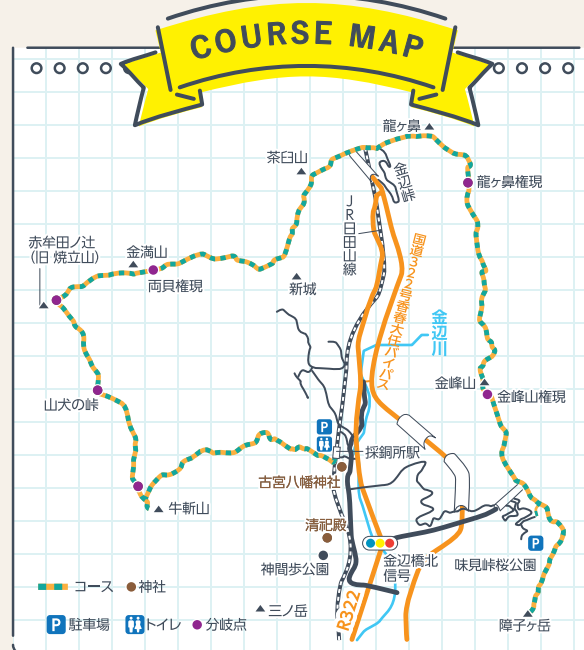 COURSE MAP
龍ヶ鼻
茶臼山
金辺峠
龍ヶ鼻権現
JR日田山線
赤牟田ノ辻
(旧 焼立山)
金満山
両貝権現
国道322号香春大任バイパス
新城
金辺川
金峰山
金峰山権現
山犬の峠
P
採銅所駅
古宮八幡神社
牛斬山
清祀殿
P
金辺橋北
信号
味見峠桜公園
神間歩公園
コース
神社
R322
三ノ岳
障子ヶ岳
P
駐車場
トイレ
分岐点